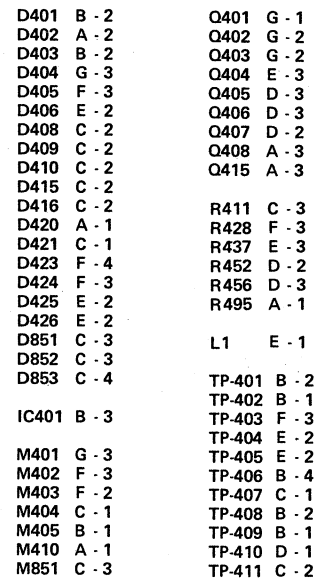 D401 B - 2
D402 A - 2
D403 B - 2
D404 G - 3
D405 F - 3
D406 E - 2
D408 C - 2
D409 C - 2
D410 C - 2
D415 C - 2
D416 C - 2
D420 A - 1
D421 C - 1
D423 F - 4
D424 F - 3
D425 E - 2
D426 E - 2
D851 C - 3
D852 C - 3
D853 C - 4
IC401 B - 3
M401 G - 3
M402 F - 3
M403 F - 2
M404 C - 1
M405 B - 1
M410 A - 1
M851 C - 3
Q401 G - 1
Q402 G - 2
Q403 G - 2
Q404 E - 3
Q405 D - 3
Q406 D - 3
Q407 D - 2
Q408 A - 3
Q415 A - 3
R411 C - 3
R428 F - 3
R437 E - 3
R452 D - 2
R456 D - 3
R495 A - 1
L1 E - 1
TP-401 B - 2
TP-402 B - 1
TP-403 F - 3
TP-404 E - 2
TP-405 E - 2
TP-406 B - 4
TP-407 C - 1
TP-408 B - 2
TP-409 B - 1
TP-410 D - 1
TP-411 C - 2